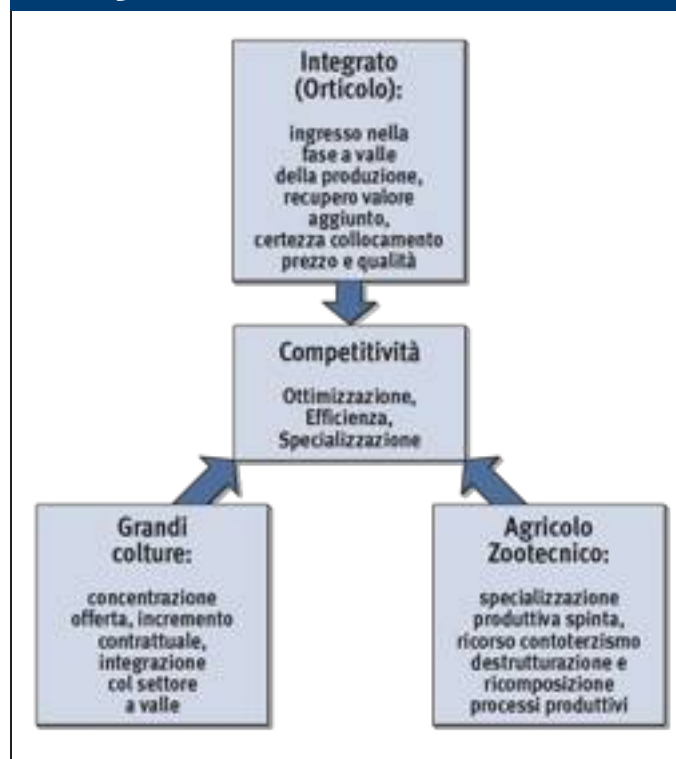 Integrato
(Orticolo):
ingresso nella
fase a valle
della produzione,
recupero valore
aggiunto,
certezza collocamento
prezzo e qualità
Competitività
Ottimizzazione,
Efficienza,
Specializzazione
Grandi
colture:
concentrazione
offerta, incremento
contrattuale,
integrazione
col settore
a valle
Agricolo
Zootecnico:
specializzazione
produttiva spinta,
ricorso contoterzismo
destrutturazione e
ricomposizione
processi produttivi